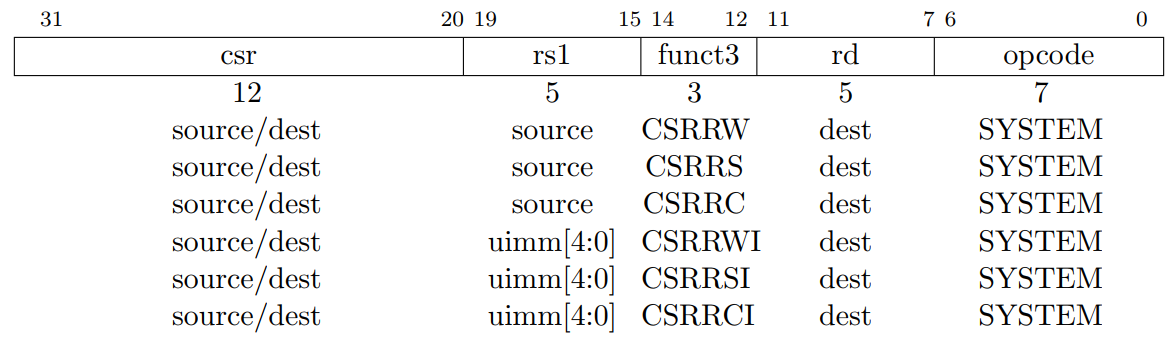 31 20 19 15 14 12 11 7 6 0
csr rs1 funct3 rd opcode
12 5 3 5 7
source/dest source CSRRW dest SYSTEM
source/dest source CSRRS dest SYSTEM
source/dest source CSRRC dest SYSTEM
source/dest uimm[4:0] CSRRWI dest SYSTEM
source/dest uimm[4:0] CSRRSI dest SYSTEM
source/dest uimm[4:0] CSRRCI dest SYSTEM